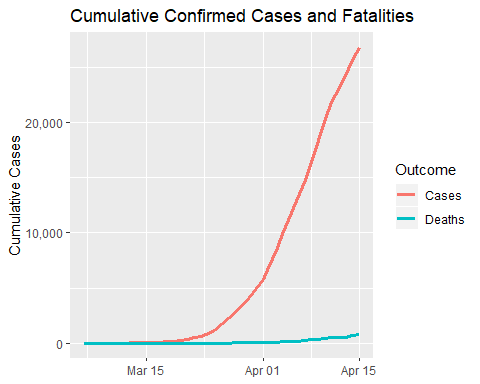 Cumulative Confirmed Cases and Fatalities
Cumulative Cases
20,000
10,000
0
Mar 15
Apr 01
Apr 15
Outcome
Cases
Deaths